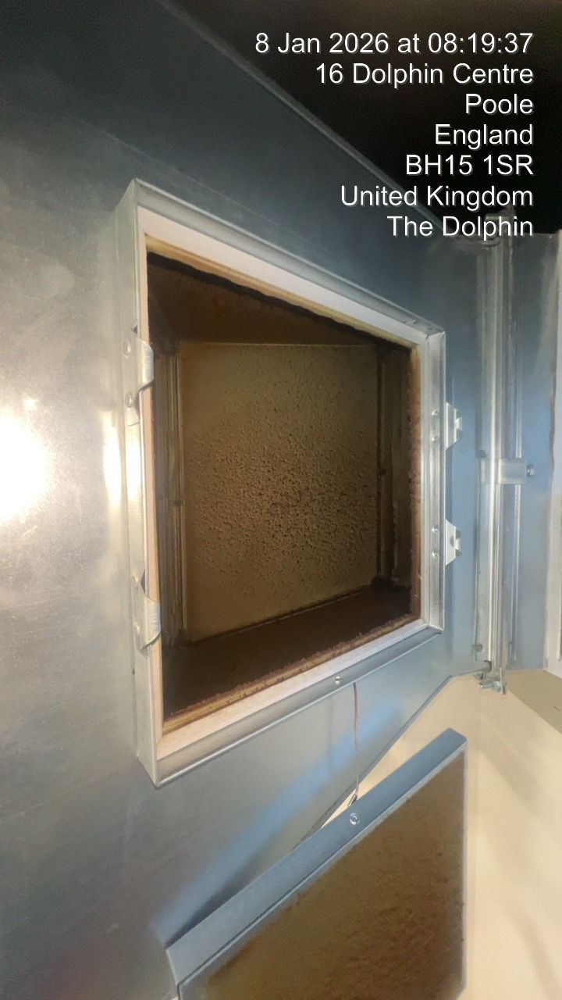 8 Jan 2026 at 08:19:37
16 Dolphin Centre
Poole
England
BH15 1SR
United Kingdom
The Dolphin